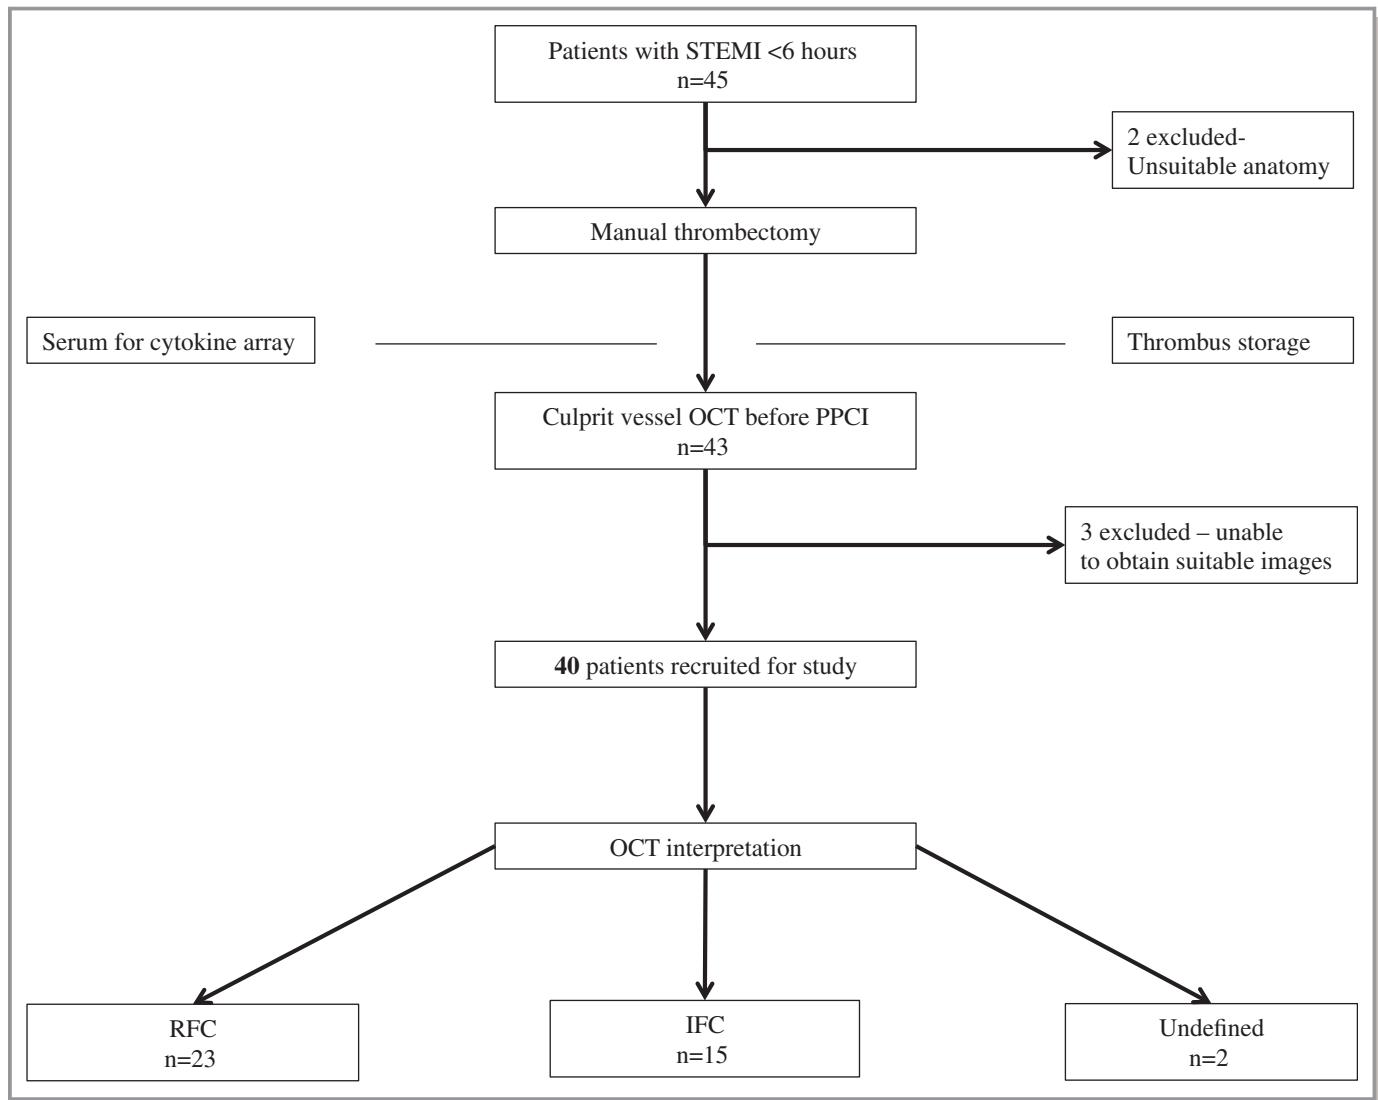 Patients with STEMI <6 hours
n=45
2 excluded-
Unsuitable anatomy
Manual thrombectomy
Serum for cytokine array
Thrombus storage
Culprit vessel OCT before PPCI
n=43
3 excluded – unable
to obtain suitable images
40 patients recruited for study
OCT interpretation
RFC
n=23
IFC
n=15
Undefined
n=2